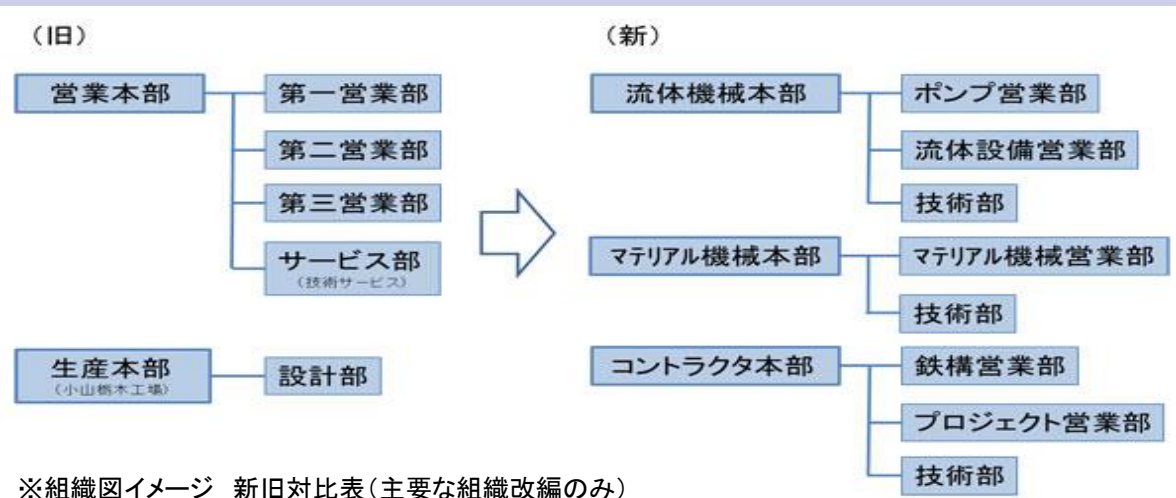 （旧）
営業本部
第一営業部
第二営業部
第三営業部
サービス部
（技術サービス）
生産本部
（小山栃木工場）
設計部
（新）
流体機械本部
ポンプ営業部
流体設備営業部
技術部
マテリアル機械本部
マテリアル機械営業部
技術部
コントラクタ本部
鉄構営業部
プロジェクト営業部
技術部
※組織図イメージ 新旧対比表（主要な組織改編のみ）